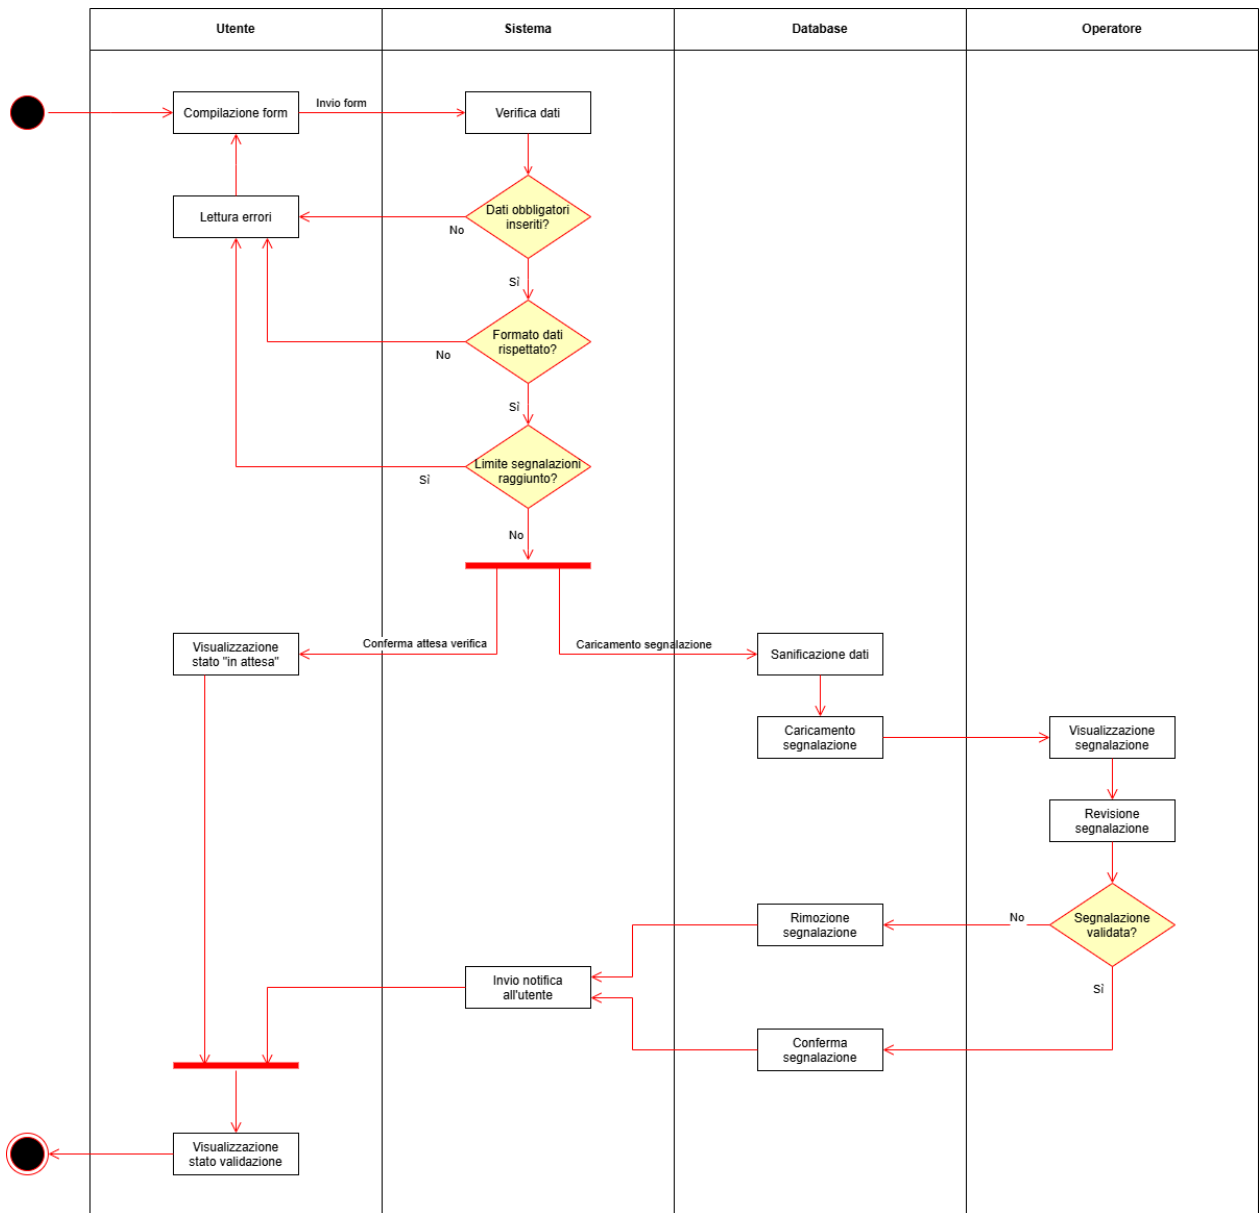 Utente
Sistema
Database
Operatore
Compilazione form
Invio form
Verifica dati
Lettura errori
No
Dati obbligatori
inseriti?
Sì
No
Formato dati
rispettato?
Sì
Sì
Limite segnalazioni
raggiunto?
No
Visualizzazione
stato "in attesa"
Conferma attesa verifica
Caricamento segnalazione
Sanificazione dati
Caricamento
segnalazione
Visualizzazione
segnalazione
Revisione
segnalazione
Rimozione
segnalazione
No
Segnalazione
validata?
Sì
Invio notifica
all'utente
Conferma
segnalazione
Visualizzazione
stato validazione